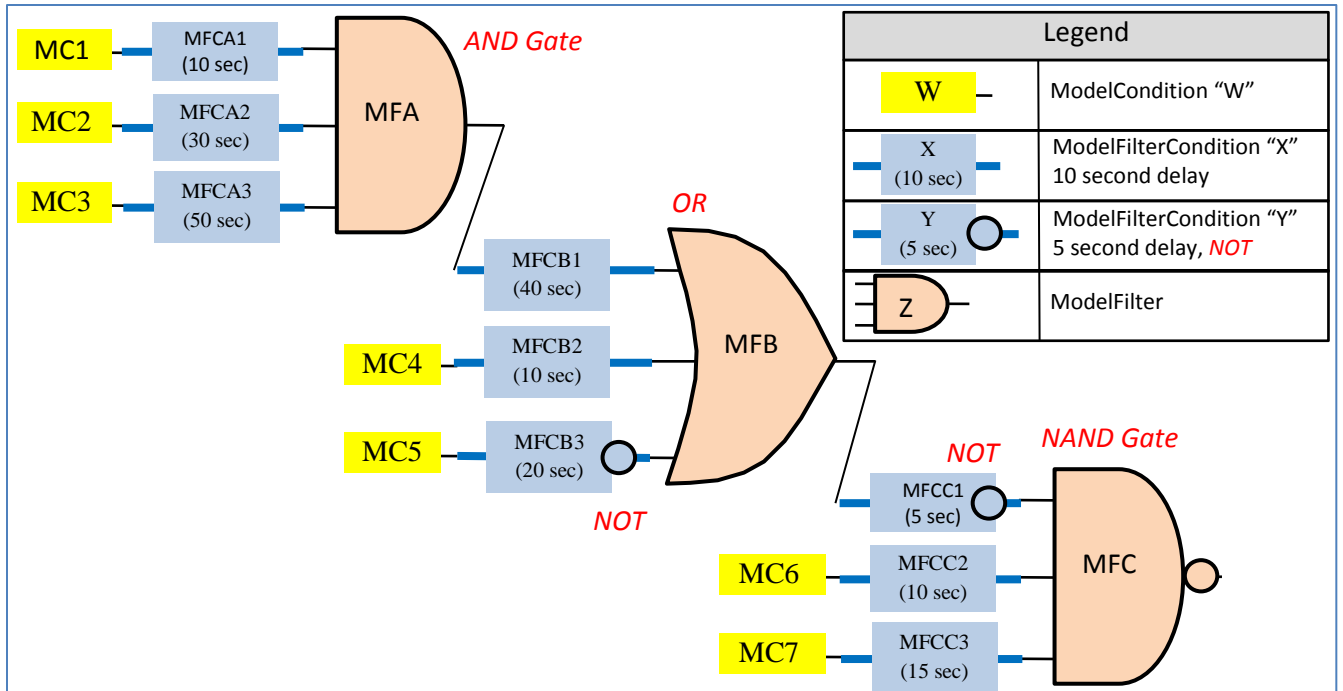 MC1
MFCA1
(10 sec)
AND Gate
MC2
MFCA2
(30 sec)
MFA
MC3
MFCA3
(50 sec)
Legend
W
ModelCondition “W”
X
(10 sec)
ModelFilterCondition “X”
10 second delay
Y
(5 sec)
ModelFilterCondition “Y”
5 second delay, NOT
Z
ModelFilter
OR
MFCB1
(40 sec)
MC4
MFCB2
(10 sec)
MFB
MC5
MFCB3
(20 sec)
NOT
NOT
NAND Gate
MFCC1
(5 sec)
MC6
MFCC2
(10 sec)
MFC
MC7
MFCC3
(15 sec)